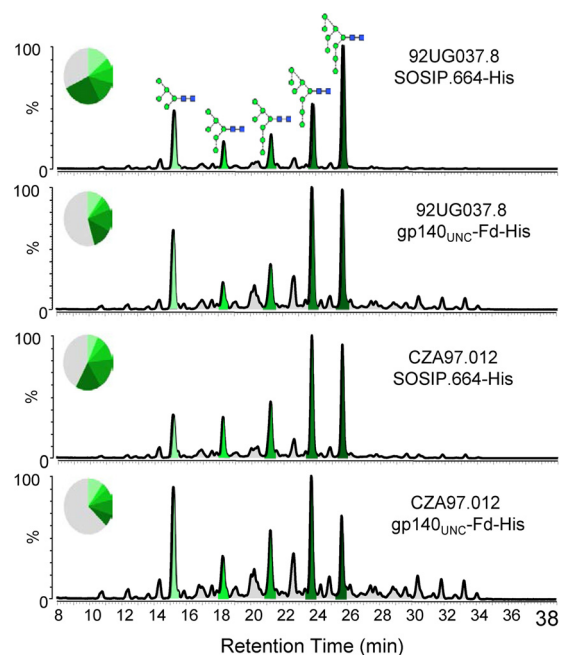 100
%
0
92UG037.8
SOSIP.664-His
100
%
0
92UG037.8
gp140UNC-Fd-His
100
%
0
CZA97.012
SOSIP.664-His
100
%
0
CZA97.012
gp140UNC-Fd-His
8 10 12 14 16 18 20 22 24 26 28 30 32 34 36 38
Retention Time (min)